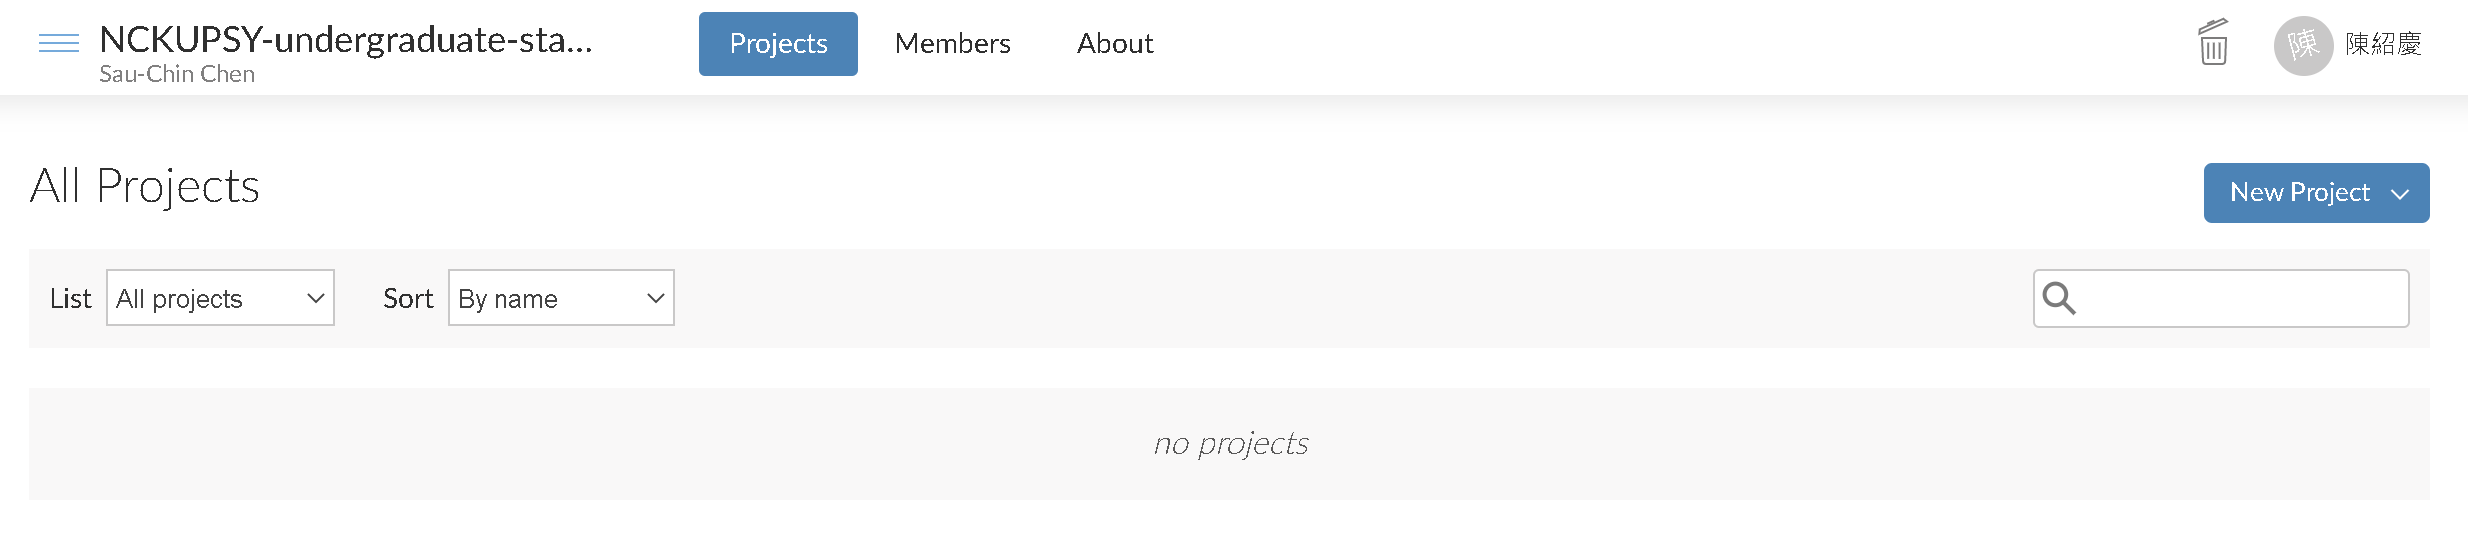 NCKUPSY-undergraduate-sta...
Sau-Chin Chen
Projects
Members
About
陳
陳紹慶
All Projects
New Project
List
All projects
Sort
By name
no projects